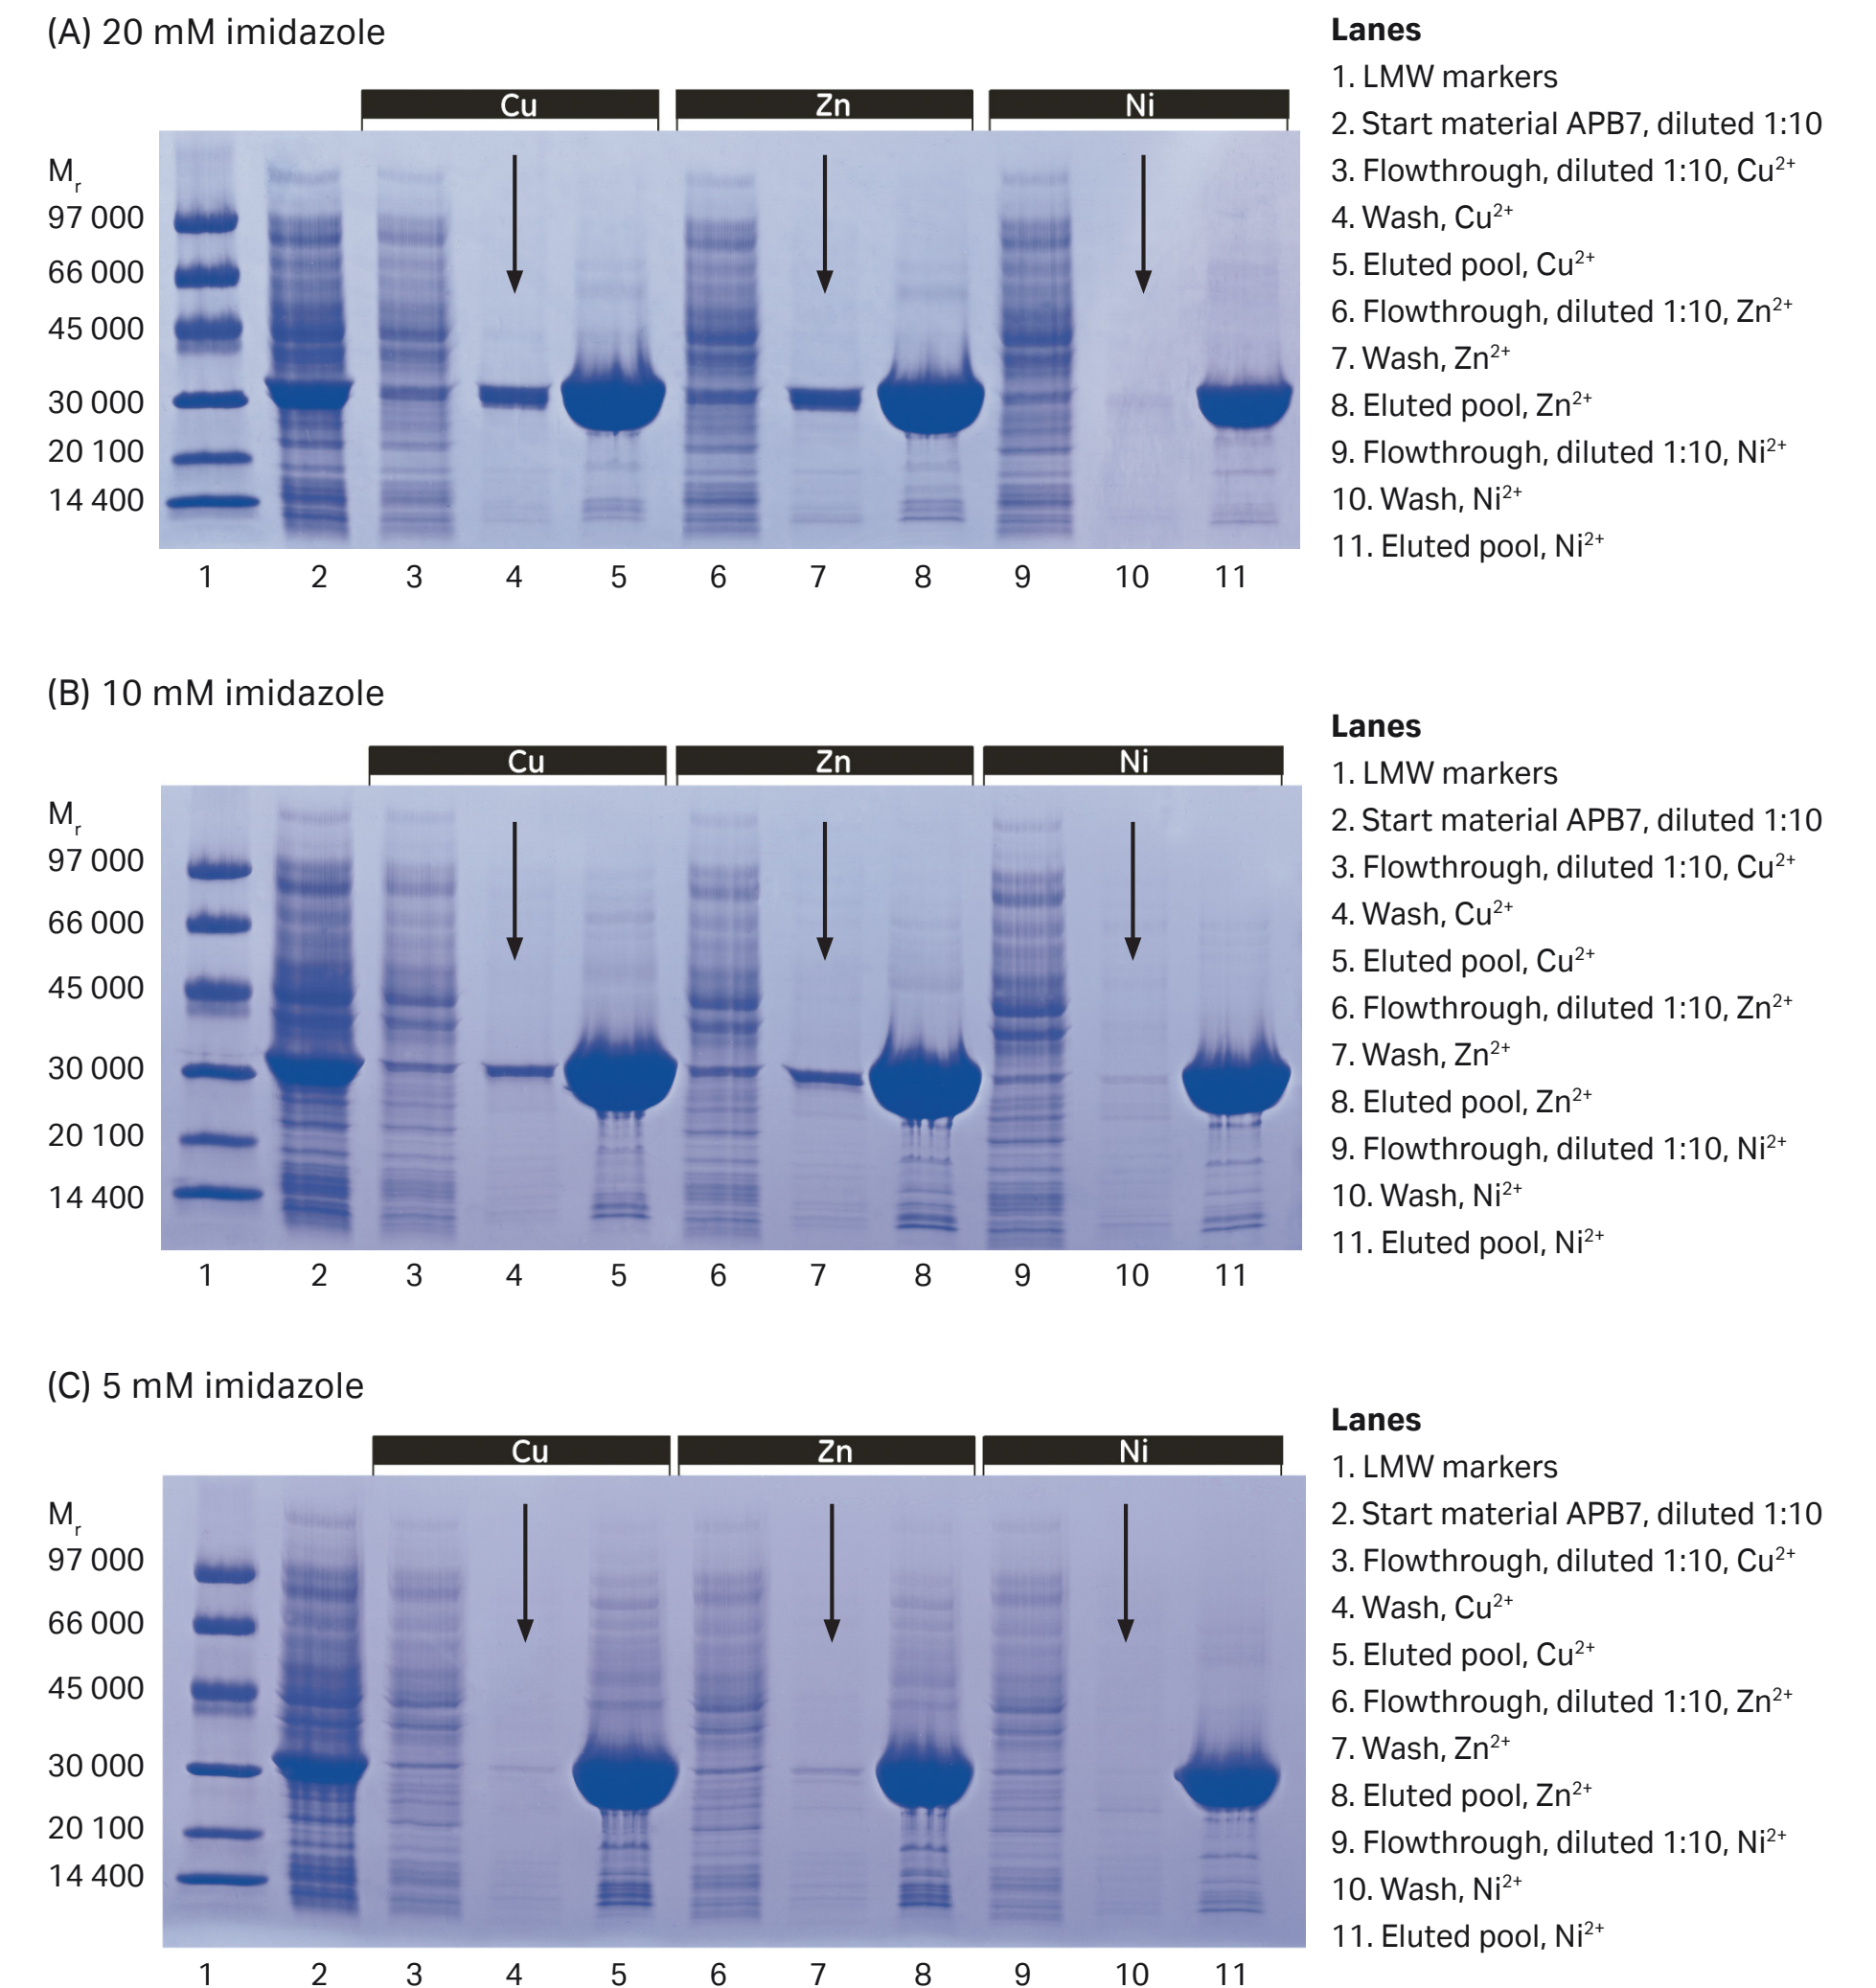 (A) 20 mM imidazole
Cu
Zn
Ni
Mr
97 000
66 000
45 000
30 000
20 100
14 400
1 2 3 4 5 6 7 8 9 10 11
Lanes
1. LMW markers
2. Start material APB7, diluted 1:10
3. Flowthrough, diluted 1:10, Cu2+
4. Wash, Cu2+
5. Eluted pool, Cu2+
6. Flowthrough, diluted 1:10, Zn2+
7. Wash, Zn2+
8. Eluted pool, Zn2+
9. Flowthrough, diluted 1:10, Ni2+
10. Wash, Ni2+
11. Eluted pool, Ni2+
(B) 10 mM imidazole
Cu
Zn
Ni
Mr
97 000
66 000
45 000
30 000
20 100
14 400
1 2 3 4 5 6 7 8 9 10 11
Lanes
1. LMW markers
2. Start material APB7, diluted 1:10
3. Flowthrough, diluted 1:10, Cu2+
4. Wash, Cu2+
5. Eluted pool, Cu2+
6. Flowthrough, diluted 1:10, Zn2+
7. Wash, Zn2+
8. Eluted pool, Zn2+
9. Flowthrough, diluted 1:10, Ni2+
10. Wash, Ni2+
11. Eluted pool, Ni2+
(C) 5 mM imidazole
Cu
Zn
Ni
Mr
97 000
66 000
45 000
30 000
20 100
14 400
1 2 3 4 5 6 7 8 9 10 11
Lanes
1. LMW markers
2. Start material APB7, diluted 1:10
3. Flowthrough, diluted 1:10, Cu2+
4. Wash, Cu2+
5. Eluted pool, Cu2+
6. Flowthrough, diluted 1:10, Zn2+
7. Wash, Zn2+
8. Eluted pool, Zn2+
9. Flowthrough, diluted 1:10, Ni2+
10. Wash, Ni2+
11. Eluted pool, Ni2+